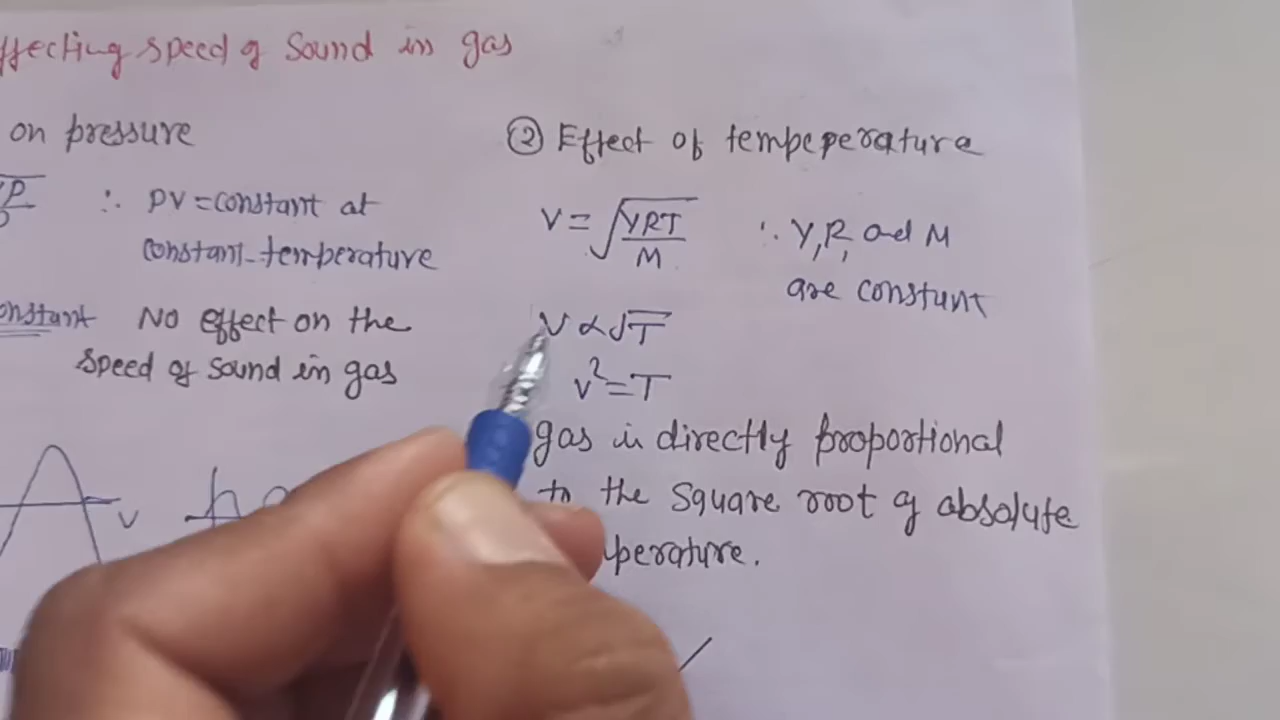 ffecting speed of sound in gas
on pressure
P
∴ PV = constant at
constant temperature
onstant No effect on the
speed of sound in gas
V
② Effect of tempeperature
V = √(γRT/M) ∵ γ, R, and M
are constant
V ∝ √T
V² = T
gas is directly proportional
to the square root of absolute
perature.